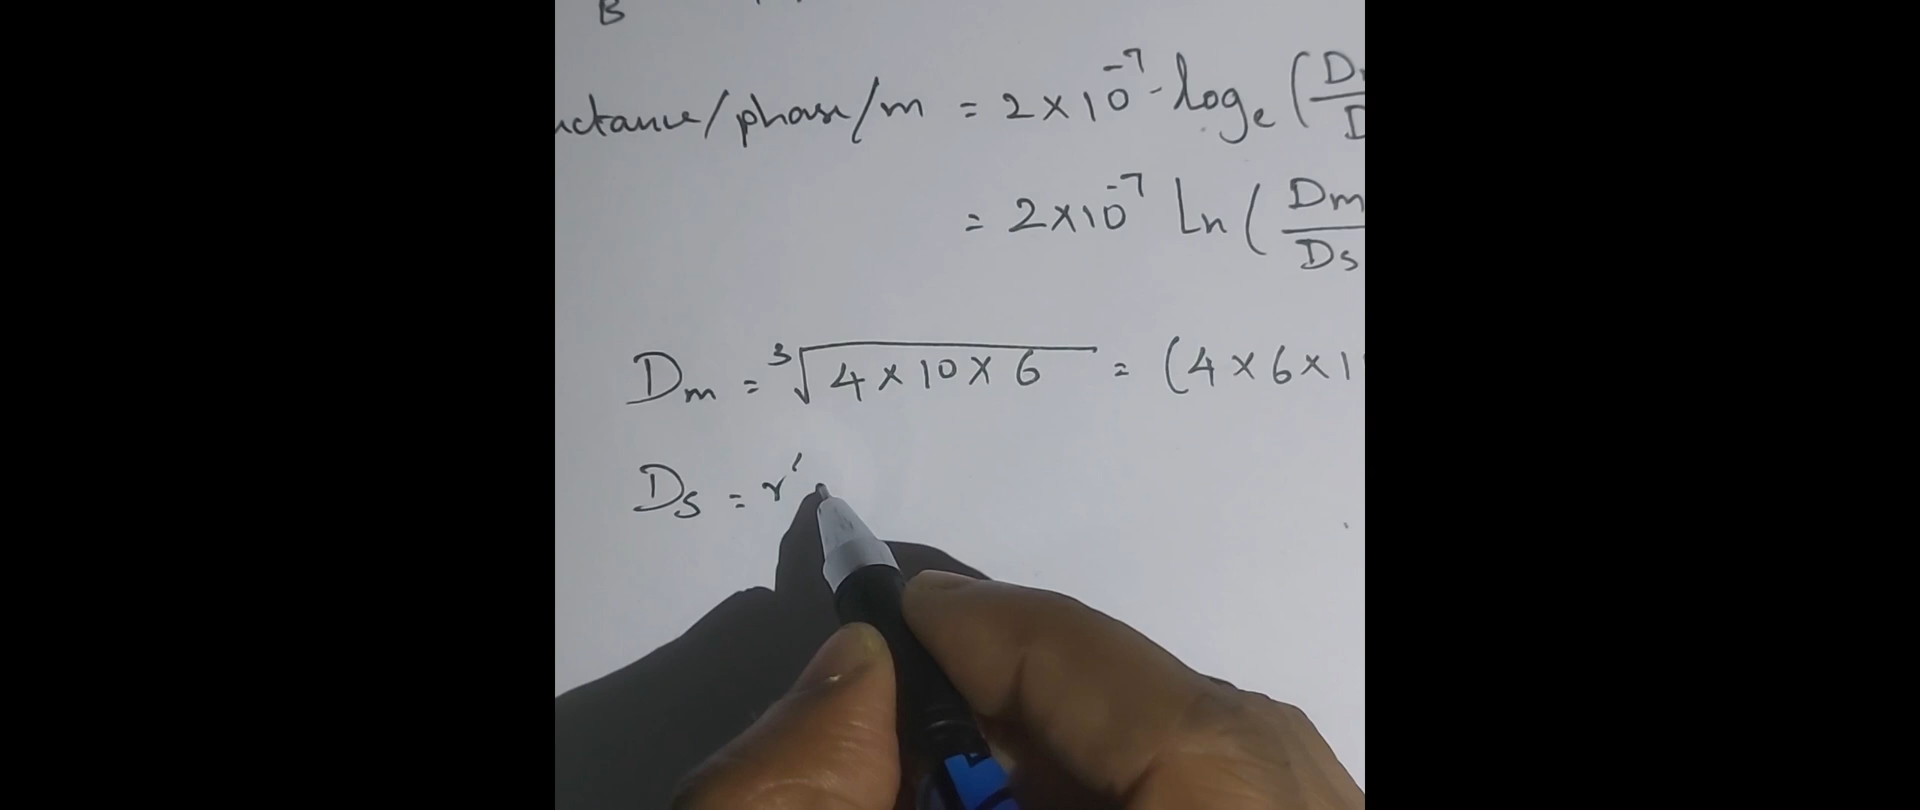 B
uctance/phase/m = 2×10⁻⁷ logₑ (D
= 2×10⁻⁷ Ln (Dm/Ds
Dm = ³√4×10×6 = (4×6×1
Ds = r′